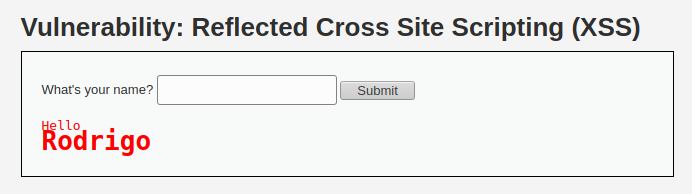 Vulnerability: Reflected Cross Site Scripting (XSS)
What's your name? Submit
Hello
Rodrigo